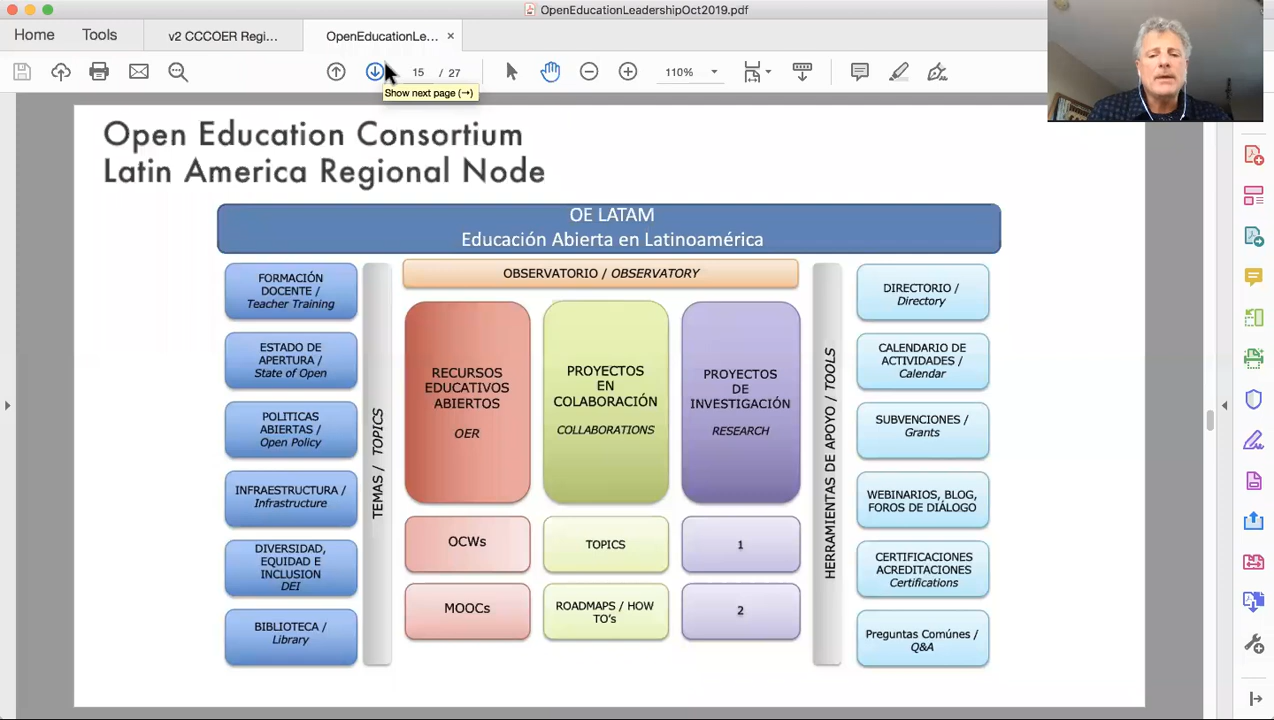 OpenEducationLeadershipOct2019.pdf
Home
Tools
v2 CCCOER Regi...
OpenEducationLe...
15 / 27
110%
Show next page (→)
Open Education Consortium
Latin America Regional Node
OE LATAM
Educación Abierta en Latinoamérica
FORMACIÓN
DOCENTE /
Teacher Training
ESTADO DE
APERTURA /
State of Open
POLITICAS
ABIERTAS /
Open Policy
INFRAESTRUCTURA /
Infrastructure
DIVERSIDAD,
EQUIDAD E
INCLUSION
DEI
BIBLIOTECA /
Library
TEMAS / TOPICS
OBSERVATORIO / OBSERVATORY
RECURSOS
EDUCATIVOS
ABIERTOS
OER
OCWs
MOOCs
PROYECTOS
EN
COLABORACIÓN
COLLABORATIONS
TOPICS
ROADMAPS / HOW
TO's
PROYECTOS
DE
INVESTIGACIÓN
RESEARCH
1
2
HERRAMIENTAS DE APOYO / TOOLS
DIRECTORIO /
Directory
CALENDARIO DE
ACTIVIDADES /
Calendar
SUBVENCIONES /
Grants
WEBINARIOS, BLOG,
FOROS DE DIÁLOGO
CERTIFICACIONES
ACREDITACIONES
Certifications
Preguntas Comúnes /
Q&A